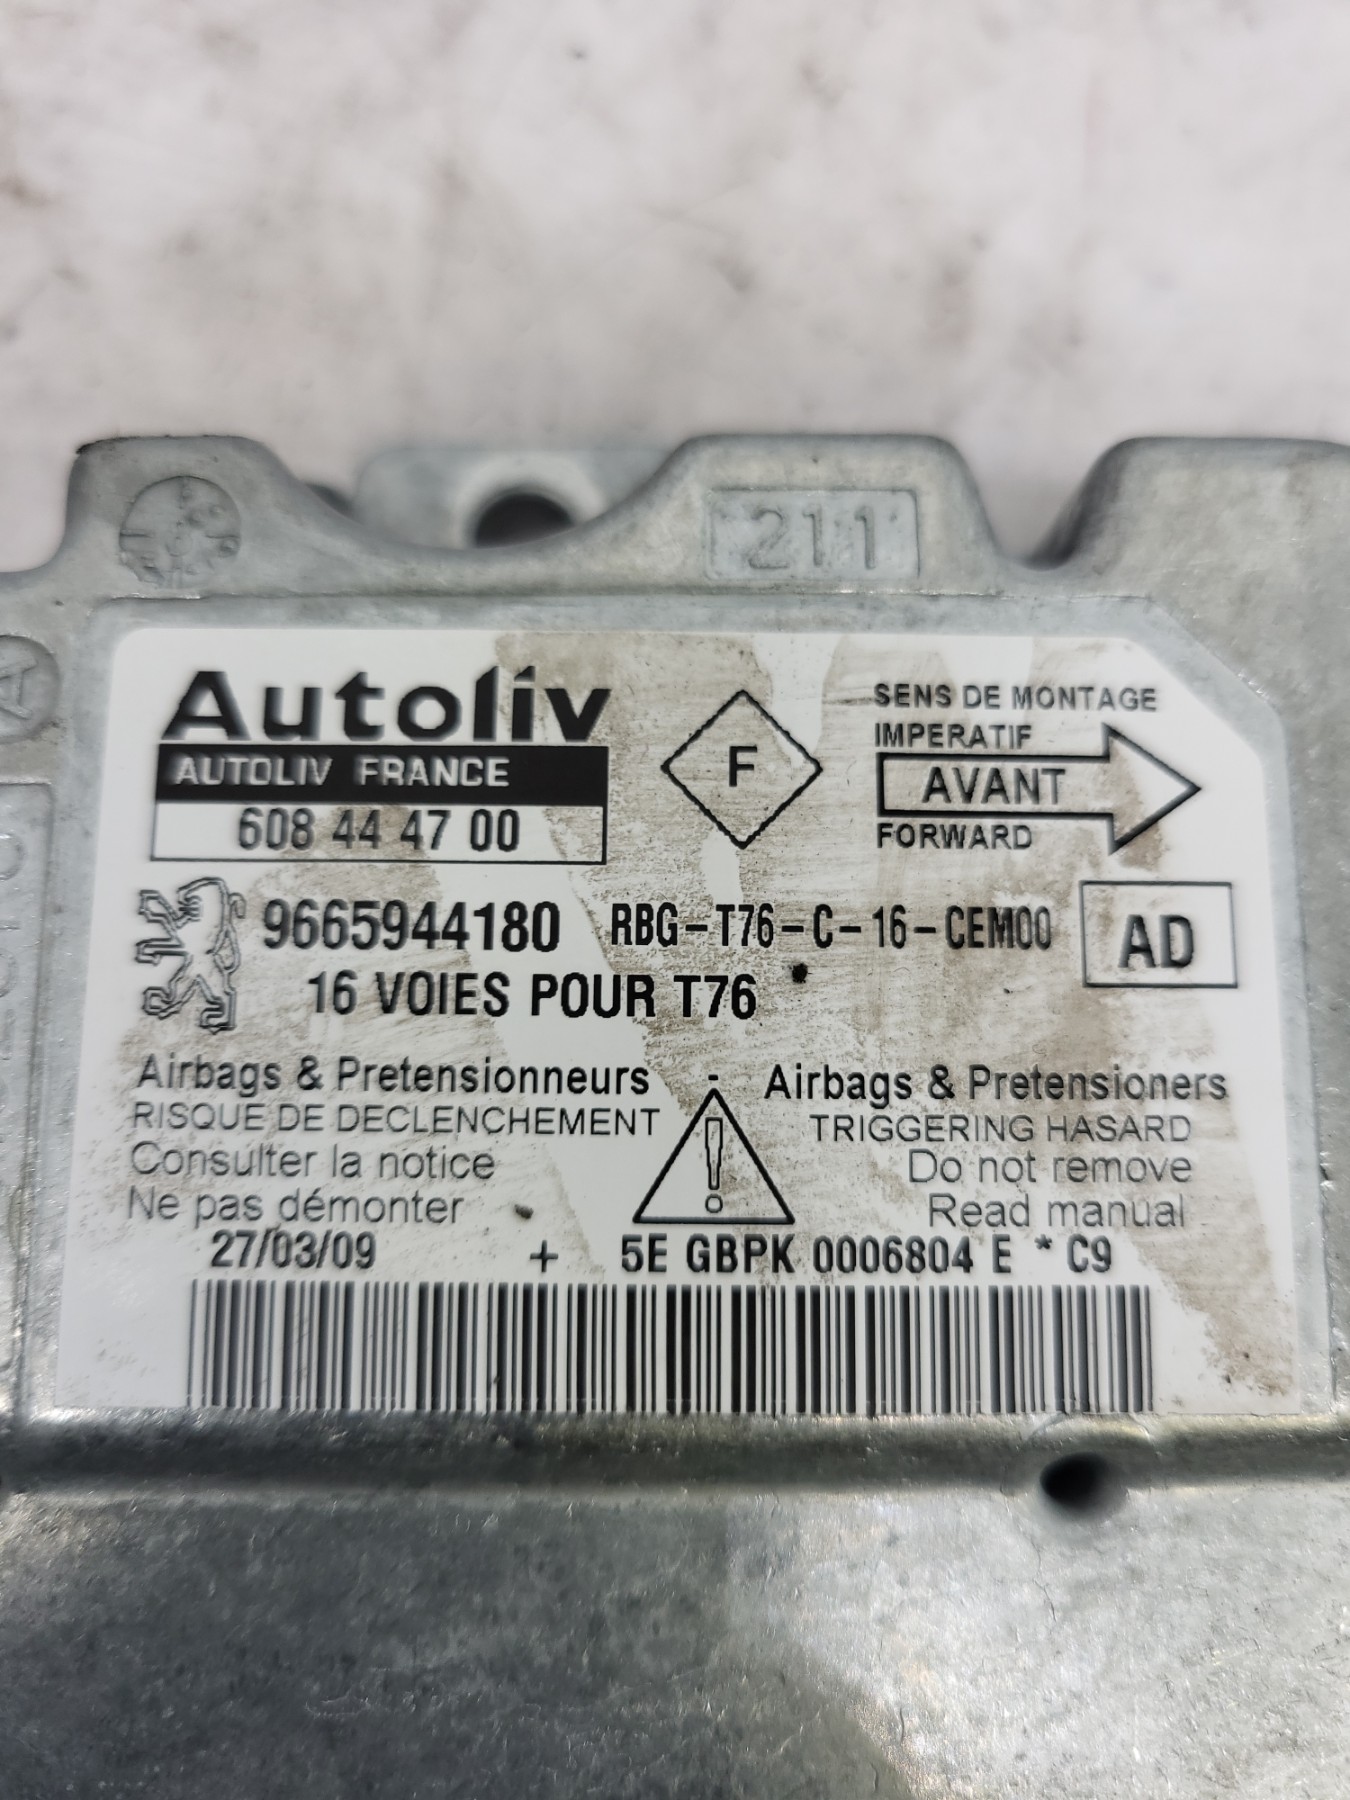 211
A
Autoliv
AUTOLIV FRANCE
608 44 47 00
F
SENS DE MONTAGE
IMPERATIF
AVANT
FORWARD
9665944180 RBG-T76-C-16-CEM00
AD
16 VOIES POUR T76
Airbags & Pretensionneurs - Airbags & Pretensioners
RISQUE DE DECLENCHEMENT
TRIGGERING HASARD
Consulter la notice
Do not remove
Ne pas démonter
Read manual
27/03/09 + 5E GBPK 0006804 E * C9